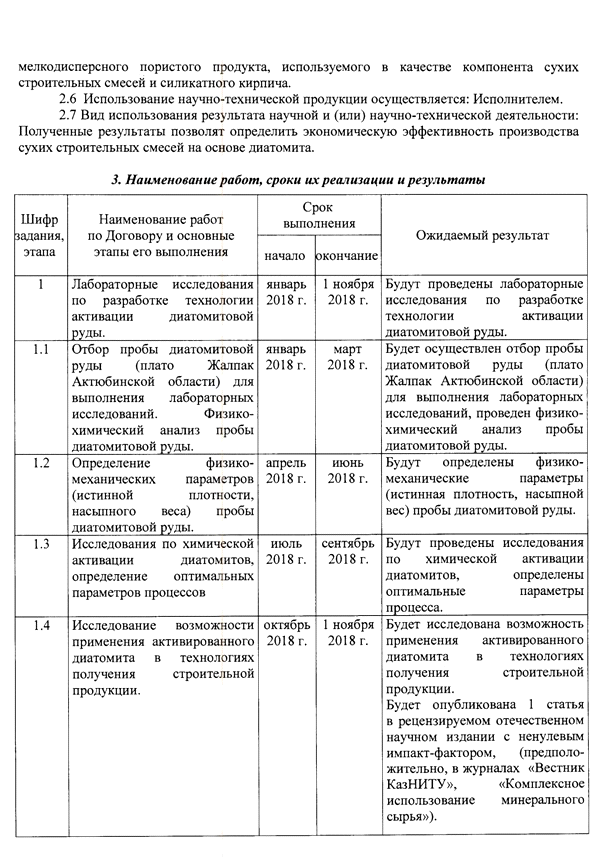 мелкодисперсного пористого продукта, используемого в качестве компонента сухих
строительных смесей и силикатного кирпича.
2.6 Использование научно-технической продукции осуществляется: Исполнителем.
2.7 Вид использования результата научной и (или) научно-технической деятельности:
Полученные результаты позволят определить экономическую эффективность производства
сухих строительных смесей на основе диатомита.
3. Наименование работ, сроки их реализации и результаты
Шифр
задания,
этапа
Наименование работ
по Договору и основные
этапы его выполнения
Срок
выполнения
начало
окончание
Ожидаемый результат
1
Лабораторные исследования
по разработке технологии
активации диатомитовой
руды.
январь
2018 г.
1 ноября
2018 г.
Будут проведены лабораторные
исследования по разработке
технологии активации
диатомитовой руды.
1.1
Отбор пробы диатомитовой
руды (плато Жалпак
Актюбинской области) для
выполнения лабораторных
исследований. Физико-
химический анализ пробы
диатомитовой руды.
январь
2018 г.
март
2018 г.
Будет осуществлен отбор пробы
диатомитовой руды (плато
Жалпак Актюбинской области)
для выполнения лабораторных
исследований, проведен физико-
химический анализ пробы
диатомитовой руды.
1.2
Определение физико-
механических параметров
(истинной плотности,
насыпного веса) пробы
диатомитовой руды.
апрель
2018 г.
июнь
2018 г.
Будут определены физико-
механические параметры
(истинная плотность, насыпной
вес) пробы диатомитовой руды.
1.3
Исследования по химической
активации диатомитов,
определение оптимальных
параметров процессов
июль
2018 г.
сентябрь
2018 г.
Будут проведены исследования
по химической активации
диатомитов, определены
оптимальные параметры
процесса.
1.4
Исследование возможности
применения активированного
диатомита в технологиях
получения строительной
продукции.
октябрь
2018 г.
1 ноября
2018 г.
Будет исследована возможность
применения активированного
диатомита в технологиях
получения строительной
продукции.
Будет опубликована 1 статья
в рецензируемом отечественном
научном издании с ненулевым
импакт-фактором, (предполо-
жительно, в журналах «Вестник
КазНИТУ», «Комплексное
использование минерального
сырья»).